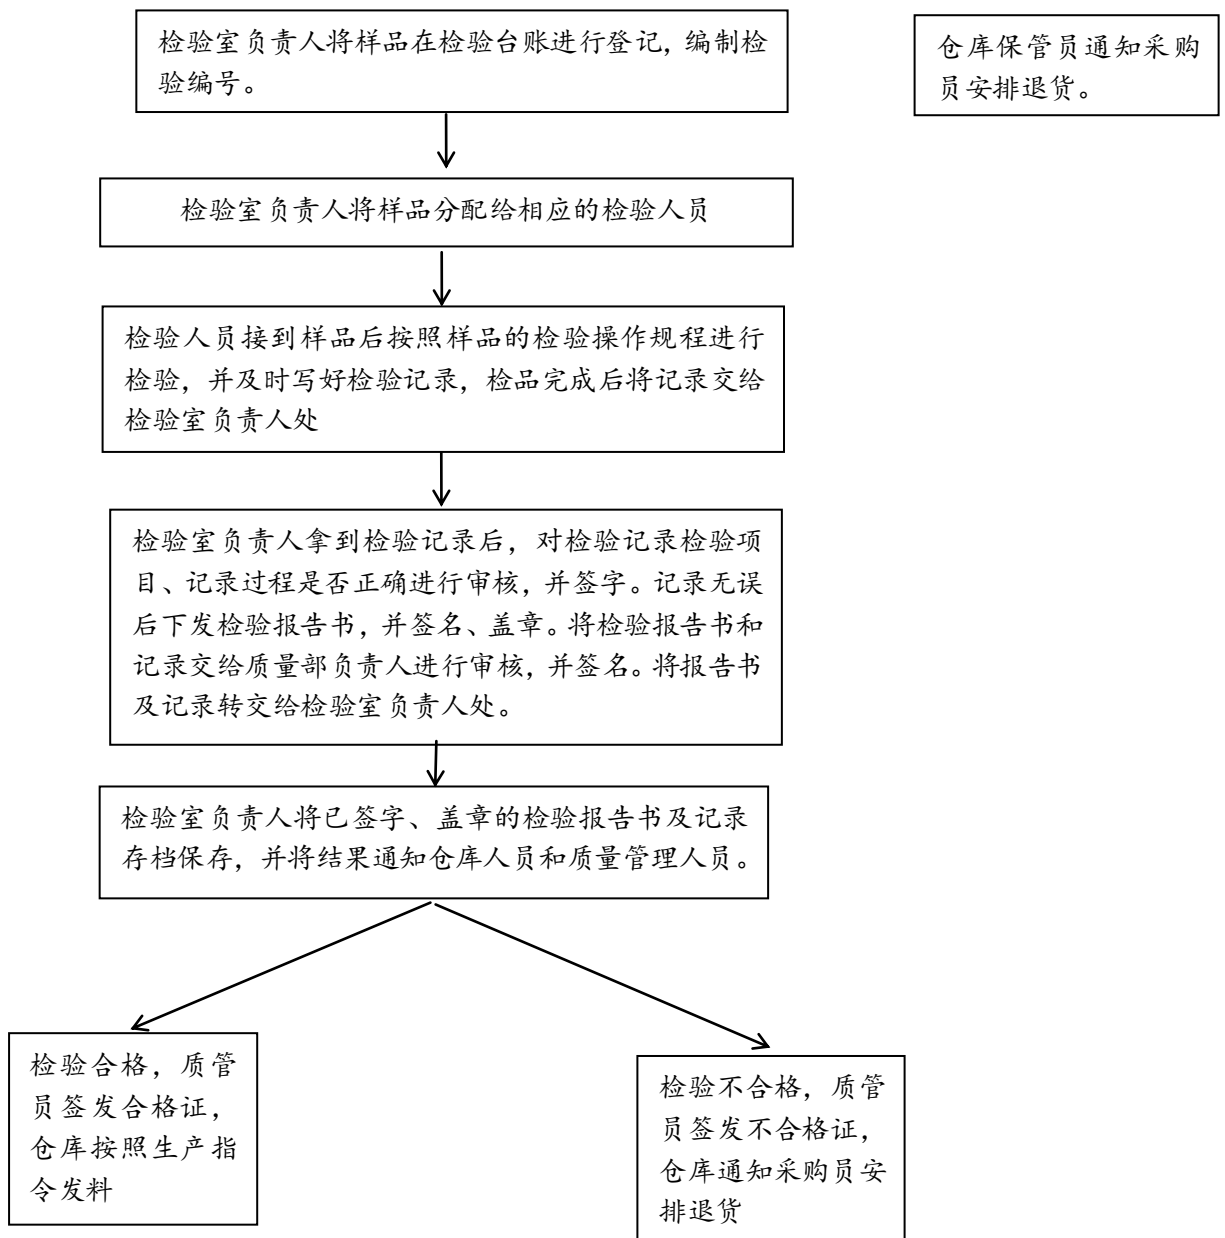 检验室负责人将样品在检验台账进行登记，编制检
验编号。
仓库保管员通知采购
员安排退货。
检验室负责人将样品分配给相应的检验人员
检验人员接到样品后按照样品的检验操作规程进行
检验，并及时写好检验记录，检品完成后将记录交给
检验室负责人处
检验室负责人拿到检验记录后，对检验记录检验项
目、记录过程是否正确进行审核，并签字。记录无误
后下发检验报告书，并签名、盖章。将检验报告书和
记录交给质量部负责人进行审核，并签名。将报告书
及记录转交给检验室负责人处。
检验室负责人将已签字、盖章的检验报告书及记录
存档保存，并将结果通知仓库人员和质量管理人员。
检验合格，质管
员签发合格证，
仓库按照生产指
令发料
检验不合格，质管
员签发不合格证，
仓库通知采购员安
排退货